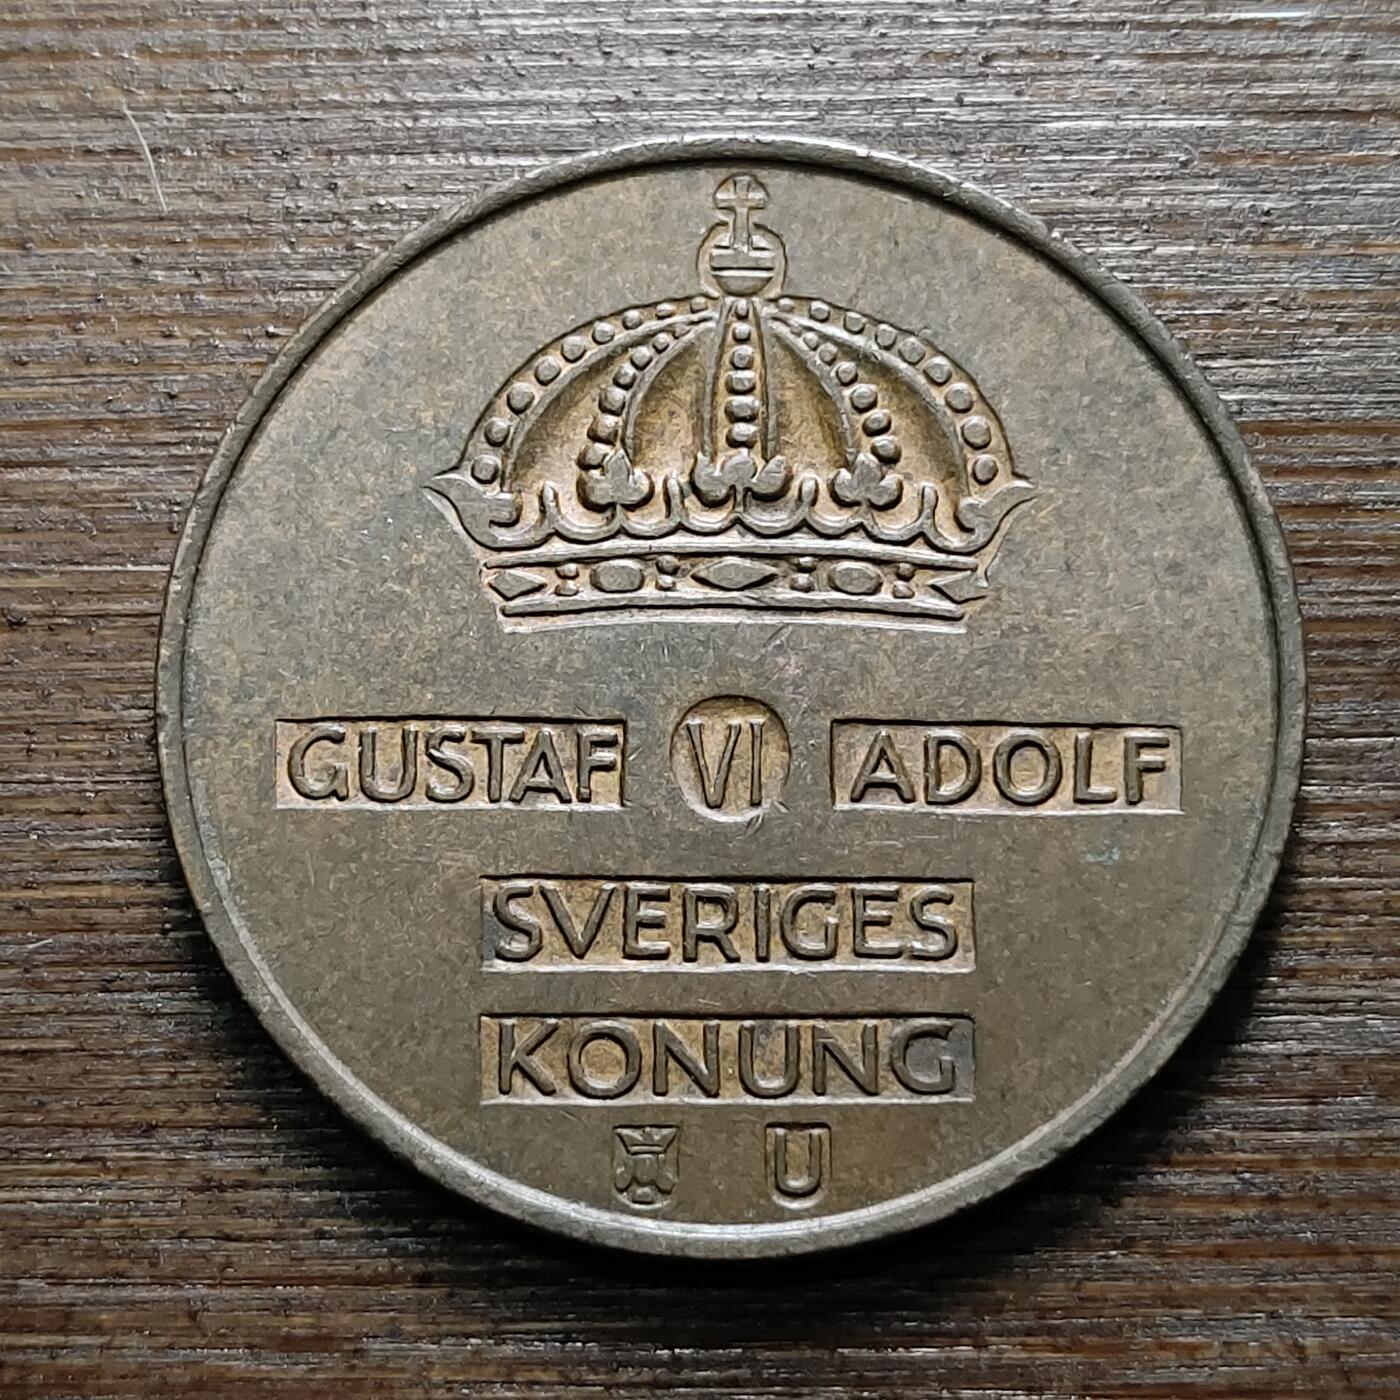 GUSTAF VI ADOLF
SVERIGES
KONUNG
U